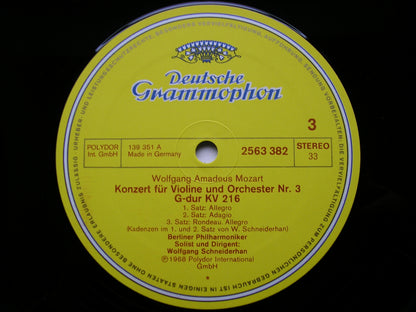 Deutsche
Grammophon
3
POLYDOR
Int. GmbH
139 351 A
Made in Germany
2563 382
STEREO
33
Wolfgang Amadeus Mozart
Konzert für Violine und Orchester Nr. 3
G-dur KV 216
1. Satz: Allegro
2. Satz: Adagio
3. Satz: Rondeau. Allegro
(Kadenzen im 1. und 2. Satz von W. Schneiderhan)
Berliner Philharmoniker
Solist und Dirigent:
Wolfgang Schneiderhan
℗ 1968 Polydor International
GmbH